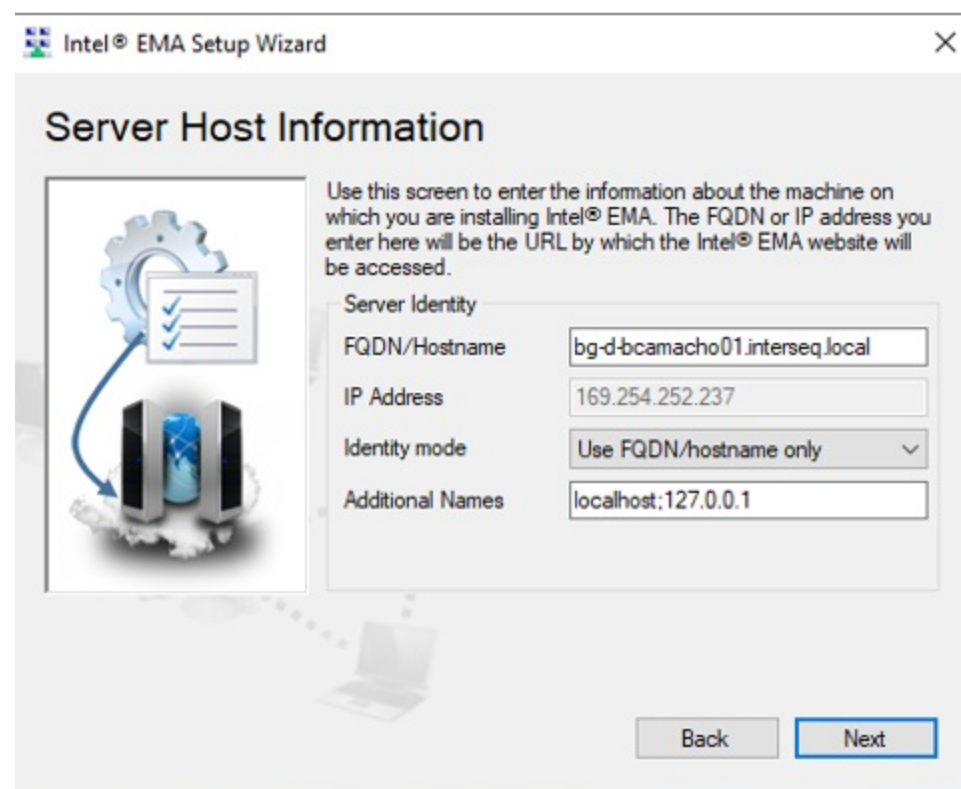 Intel® EMA Setup Wizard
Server Host Information
Use this screen to enter the information about the machine on
which you are installing Intel® EMA. The FQDN or IP address you
enter here will be the URL by which the Intel® EMA website will
be accessed.
Server Identity
FQDN/Hostname bg-d-bcamacho01.interseq.local
IP Address 169.254.252.237
Identity mode Use FQDN/hostname only
Additional Names localhost;127.0.0.1
Back Next